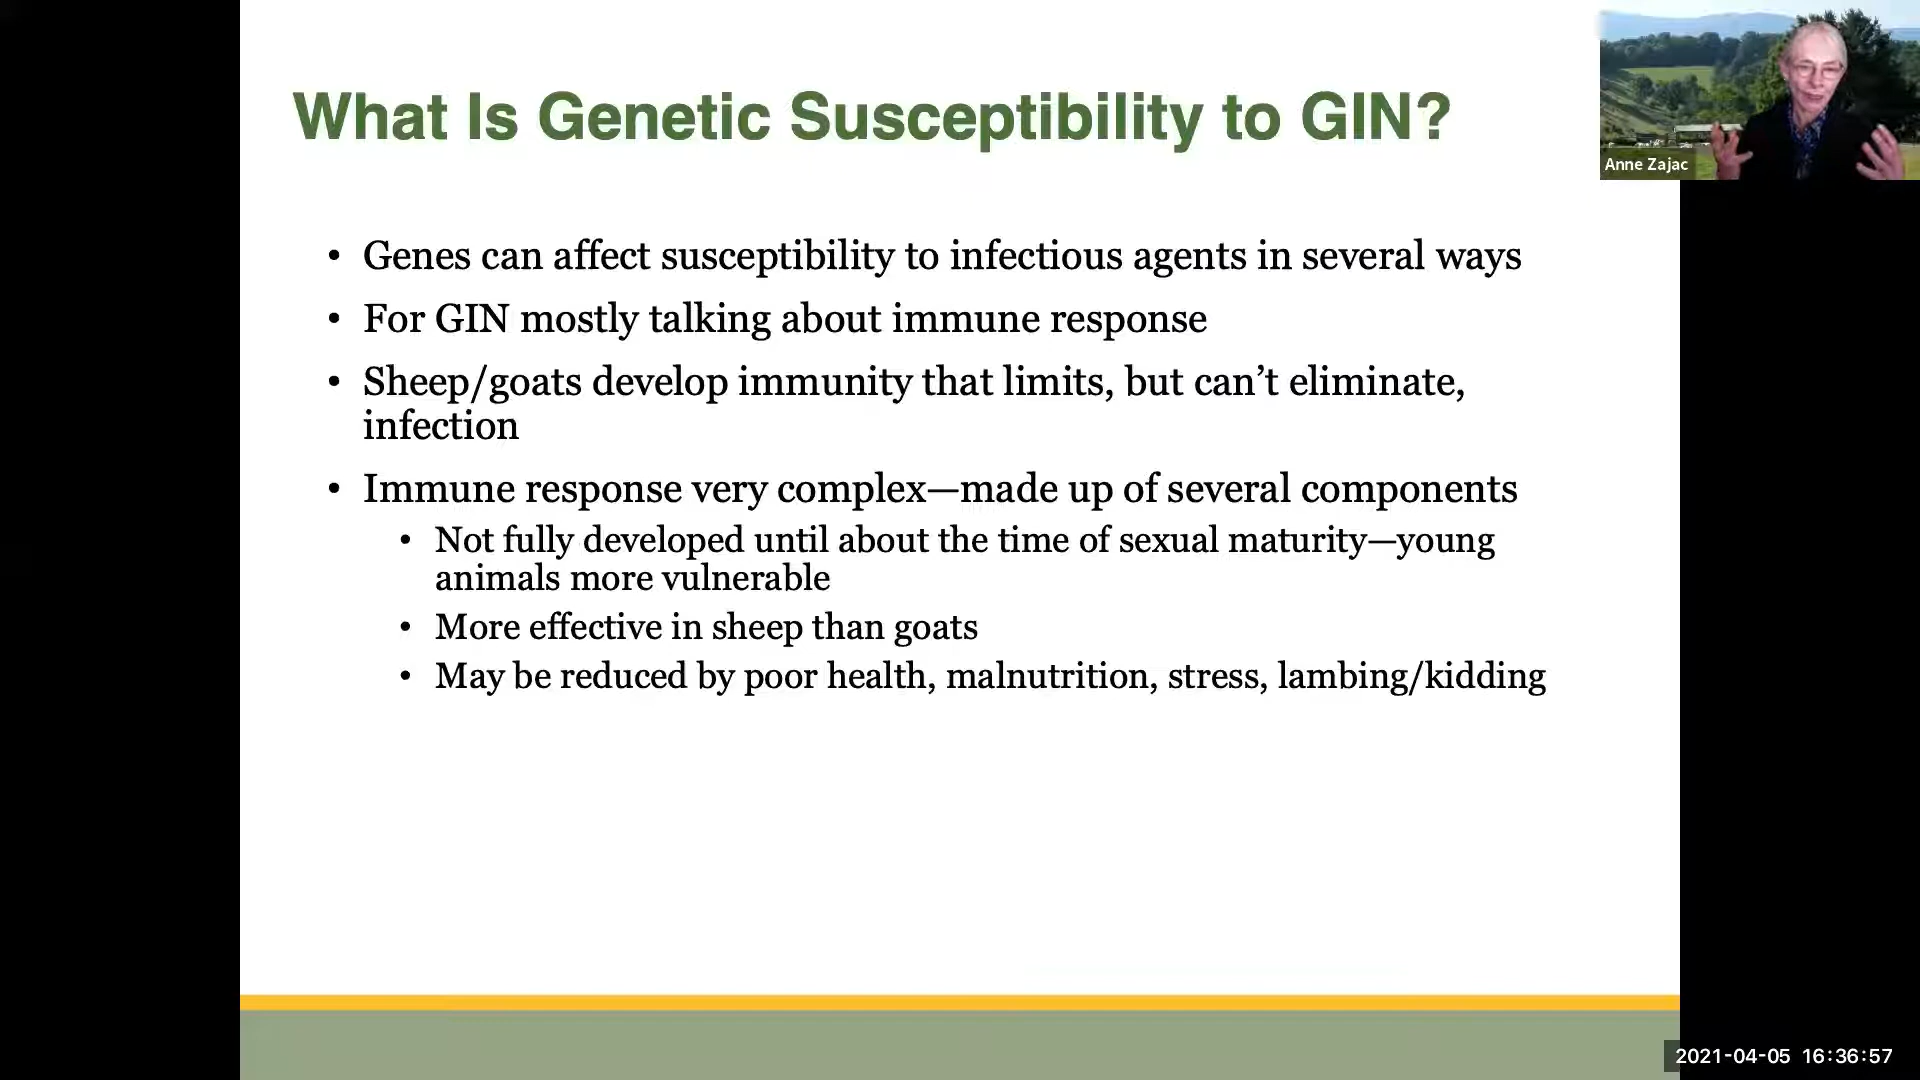 What Is Genetic Susceptibility to GIN?
Anne Zajac
• Genes can affect susceptibility to infectious agents in several ways
• For GIN mostly talking about immune response
• Sheep/goats develop immunity that limits, but can’t eliminate,
infection
• Immune response very complex—made up of several components
• Not fully developed until about the time of sexual maturity—young
animals more vulnerable
• More effective in sheep than goats
• May be reduced by poor health, malnutrition, stress, lambing/kidding
2021-04-05 16:36:57